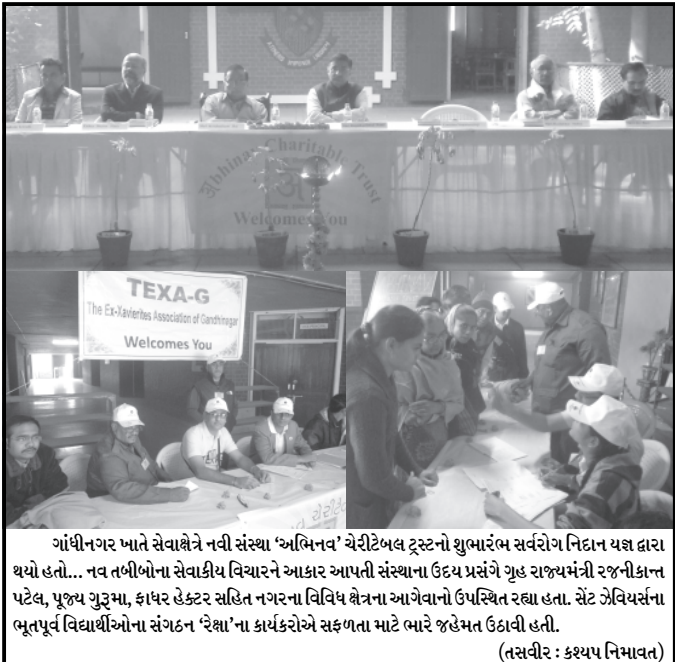 Abhinav Charitable Trust
અ
Welcomes You
TEXA-G
The Ex-Xavierites Association of Gandhinagar
Welcomes You
ગાંધીનગર ખાતે સેવાક્ષેત્રે નવી સંસ્થા ‘અભિનવ’ ચેરીટેબલ ટ્રસ્ટનો શુભારંભ સર્વરોગ નિદાન યજ્ઞ દ્વારા
થયો હતો... નવ તબીબોના સેવાકીય વિચારને આકાર આપતી સંસ્થાના ઉદય પ્રસંગે ગૃહ રાજ્યમંત્રી રજનીકાન્ત
પટેલ, પૂજ્ય ગુરૂમા, ફાધર હેક્ટર સહિત નગરના વિવિધ ક્ષેત્રના આગેવાનો ઉપસ્થિત રહ્યા હતા. સેંટ ઝેવિયર્સના
ભૂતપૂર્વ વિદ્યાર્થીઓના સંગઠન ‘રેક્ષા’ના કાર્યકરોએ સફળતા માટે ભારે જહેમત ઉઠાવી હતી.
(તસવીર : કશ્યપ નિમાવત)